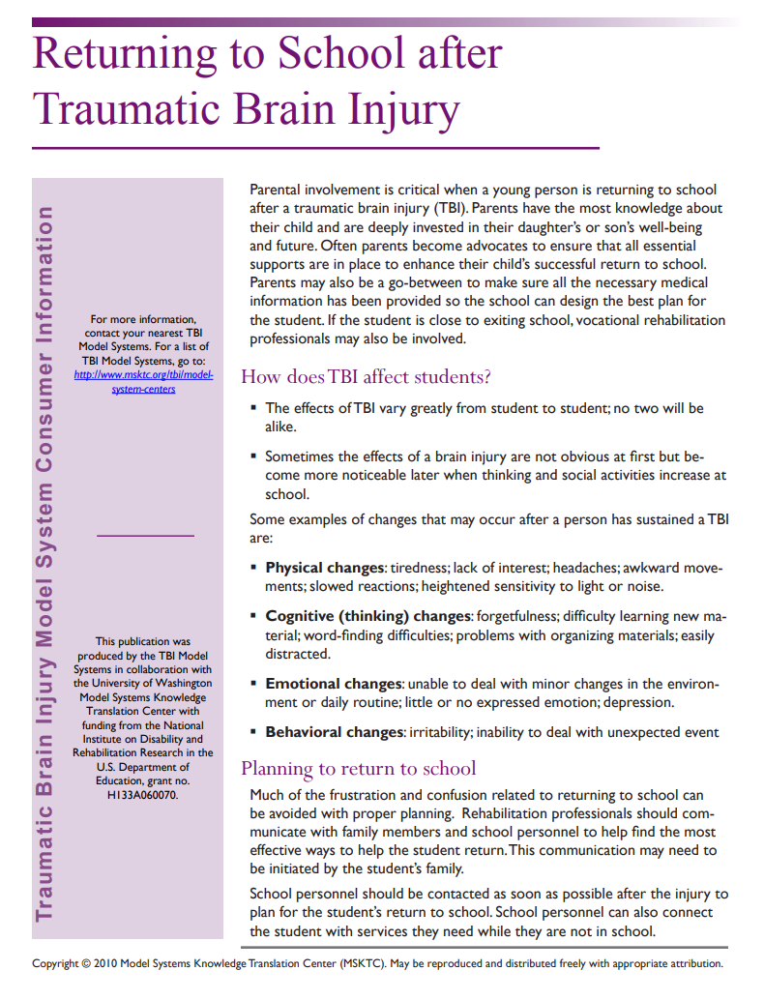 Returning to School after
Traumatic Brain Injury
Traumatic Brain Injury Model System Consumer Information
For more information,
contact your nearest TBI
Model Systems. For a list of
TBI Model Systems, go to:
http://www.msktc.org/tbi/model-
system-centers
This publication was
produced by the TBI Model
Systems in collaboration with
the University of Washington
Model Systems Knowledge
Translation Center with
funding from the National
Institute on Disability and
Rehabilitation Research in the
U.S. Department of
Education, grant no.
H133A060070.
Parental involvement is critical when a young person is returning to school
after a traumatic brain injury (TBI). Parents have the most knowledge about
their child and are deeply invested in their daughter's or son's well-being
and future. Often parents become advocates to ensure that all essential
supports are in place to enhance their child's successful return to school.
Parents may also be a go-between to make sure all the necessary medical
information has been provided so the school can design the best plan for
the student. If the student is close to exiting school, vocational rehabilitation
professionals may also be involved.
How does TBI affect students?
▪ The effects of TBI vary greatly from student to student; no two will be
alike.
▪ Sometimes the effects of a brain injury are not obvious at first but be-
come more noticeable later when thinking and social activities increase at
school.
Some examples of changes that may occur after a person has sustained a TBI
are:
▪ Physical changes: tiredness; lack of interest; headaches; awkward move-
ments; slowed reactions; heightened sensitivity to light or noise.
▪ Cognitive (thinking) changes: forgetfulness; difficulty learning new ma-
terial; word-finding difficulties; problems with organizing materials; easily
distracted.
▪ Emotional changes: unable to deal with minor changes in the environ-
ment or daily routine; little or no expressed emotion; depression.
▪ Behavioral changes: irritability; inability to deal with unexpected event
Planning to return to school
Much of the frustration and confusion related to returning to school can
be avoided with proper planning.  Rehabilitation professionals should com-
municate with family members and school personnel to help find the most
effective ways to help the student return. This communication may need to
be initiated by the student's family.
School personnel should be contacted as soon as possible after the injury to
plan for the student's return to school. School personnel can also connect
the student with services they need while they are not in school.
Copyright © 2010 Model Systems Knowledge Translation Center (MSKTC). May be reproduced and distributed freely with appropriate attribution.